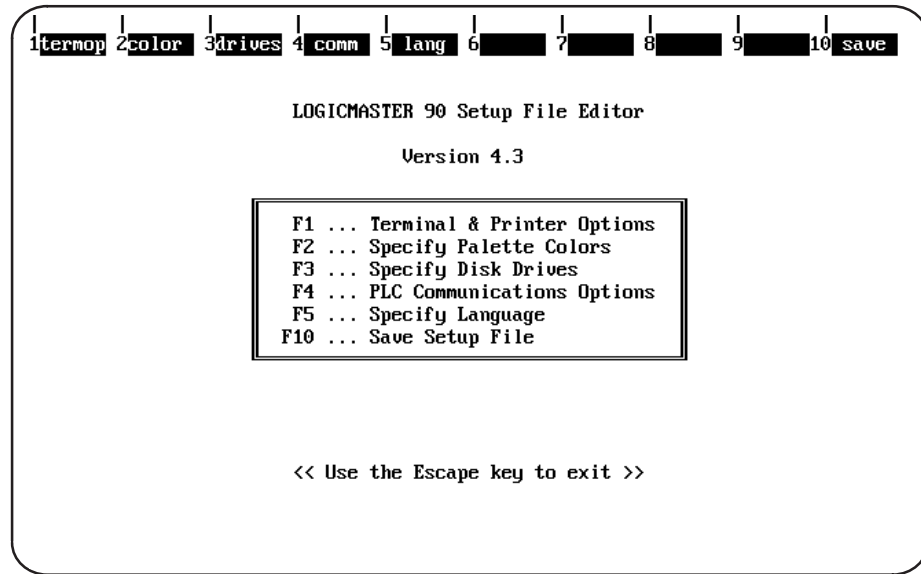 1termop 2color 3drives 4 comm 5 lang 6 7 8 9 10 save
LOGICMASTER 90 Setup File Editor
Version 4.3
F1 ... Terminal & Printer Options
F2 ... Specify Palette Colors
F3 ... Specify Disk Drives
F4 ... PLC Communications Options
F5 ... Specify Language
F10 ... Save Setup File
<< Use the Escape key to exit >>